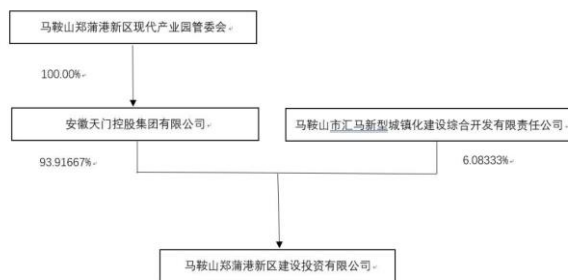 马鞍山郑蒲港新区现代产业园管委会
100.00%
安徽天门控股集团有限公司
马鞍山市汇马新型城镇化建设综合开发有限责任公司
93.91667%
6.08333%
马鞍山郑蒲港新区建设投资有限公司